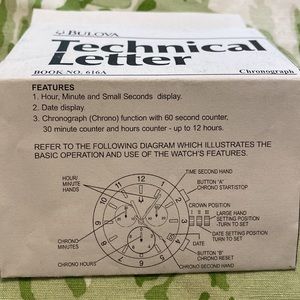 BULOVA
Technical
Letter
BOOK NO. 616A
Chronograph
FEATURES
1. Hour, Minute and Small Seconds display.
2. Date display.
3. Chronograph (Chrono) function with 60 second counter,
30 minute counter and hours counter - up to 12 hours.
REFER TO THE FOLLOWING DIAGRAM WHICH ILLUSTRATES THE
BASIC OPERATION AND USE OF THE WATCH'S FEATURES.
HOUR/
MINUTE
HANDS
TIME SECOND HAND
BUTTON "A"
CHRONO START/STOP
CROWN POSITION
LARGE HAND
SETTING POSITION
-TURN TO SET
DATE SETTING POSITION
-TURN TO SET
DATE
CHRONO
MINUTES
BUTTON "B"
CHRONO RESET
CHRONO HOURS
CHRONO SECOND HAND